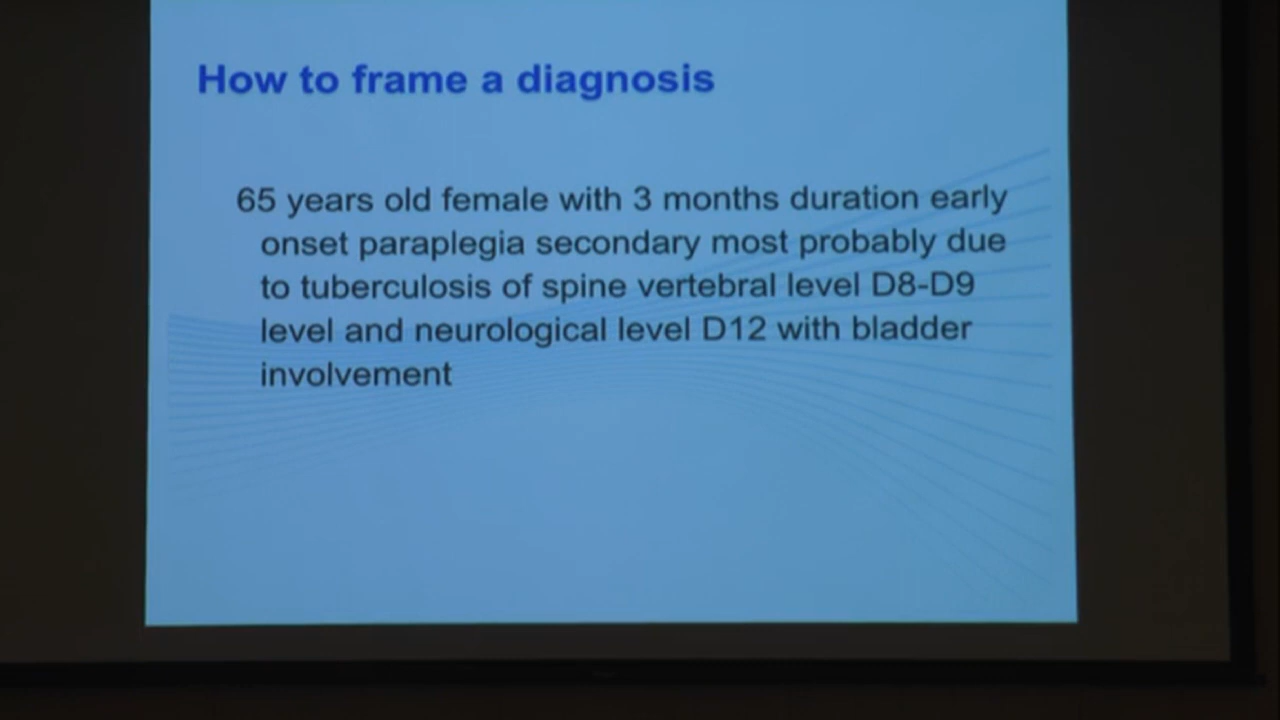 How to frame a diagnosis
65 years old female with 3 months duration early
onset paraplegia secondary most probably due
to tuberculosis of spine vertebral level D8-D9
level and neurological level D12 with bladder
involvement